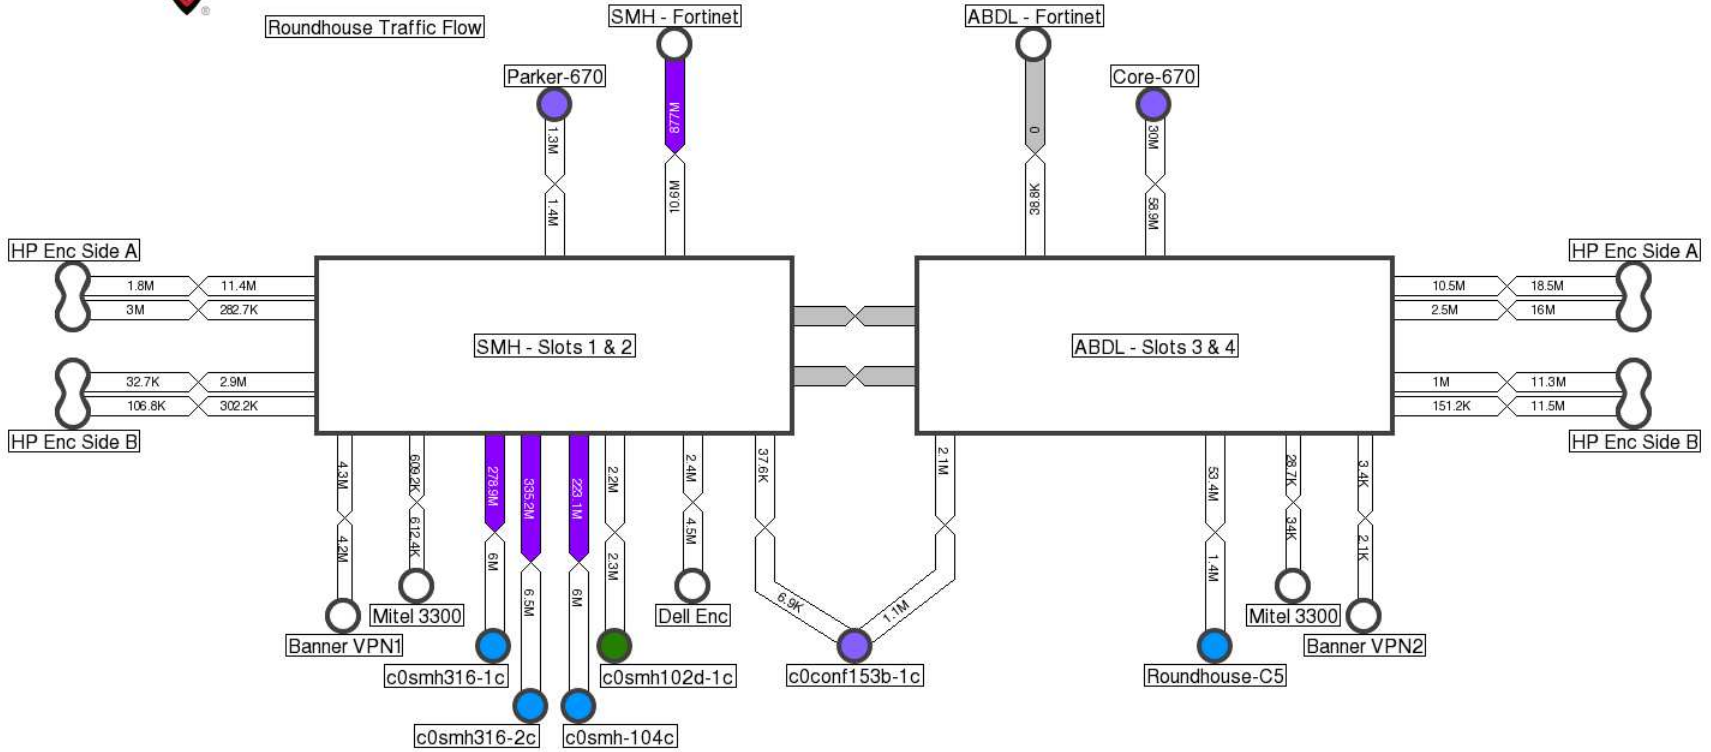 ®
Roundhouse Traffic Flow
SMH - Fortinet
ABDL - Fortinet
Parker-670
Core-670
877M
10.6M
0
38.8K
1.3M
1.4M
30M
58.9M
HP Enc Side A
1.8M
11.4M
3M
282.7K
32.7K
2.9M
106.8K
302.2K
HP Enc Side B
SMH - Slots 1 & 2
ABDL - Slots 3 & 4
HP Enc Side A
10.5M
18.5M
2.5M
16M
1M
11.3M
151.2K
11.5M
HP Enc Side B
4.3M
4.2M
609.2K
612.4K
278.9M
6M
335.2M
6.5M
223.1M
6M
2.2M
2.3M
2.4M
4.5M
37.6K
6.9K
2.1M
1.1M
53.4M
1.4M
28.7K
34K
3.4K
2.1K
Banner VPN1
Mitel 3300
c0smh316-1c
c0smh316-2c
c0smh-104c
c0smh102d-1c
Dell Enc
c0conf153b-1c
Roundhouse-C5
Mitel 3300
Banner VPN2